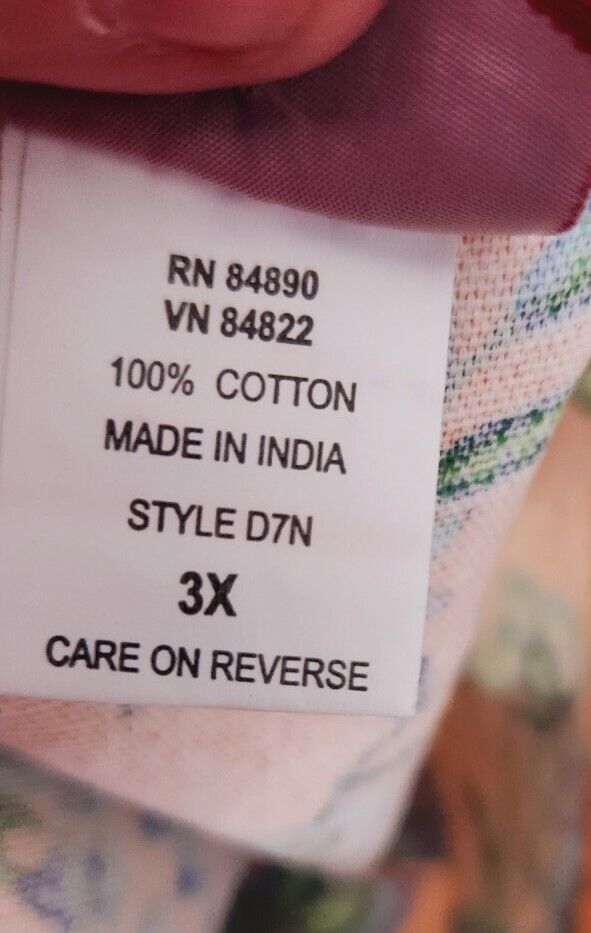 RN 84890
VN 84822
100% COTTON
MADE IN INDIA
STYLE D7N
3X
CARE ON REVERSE